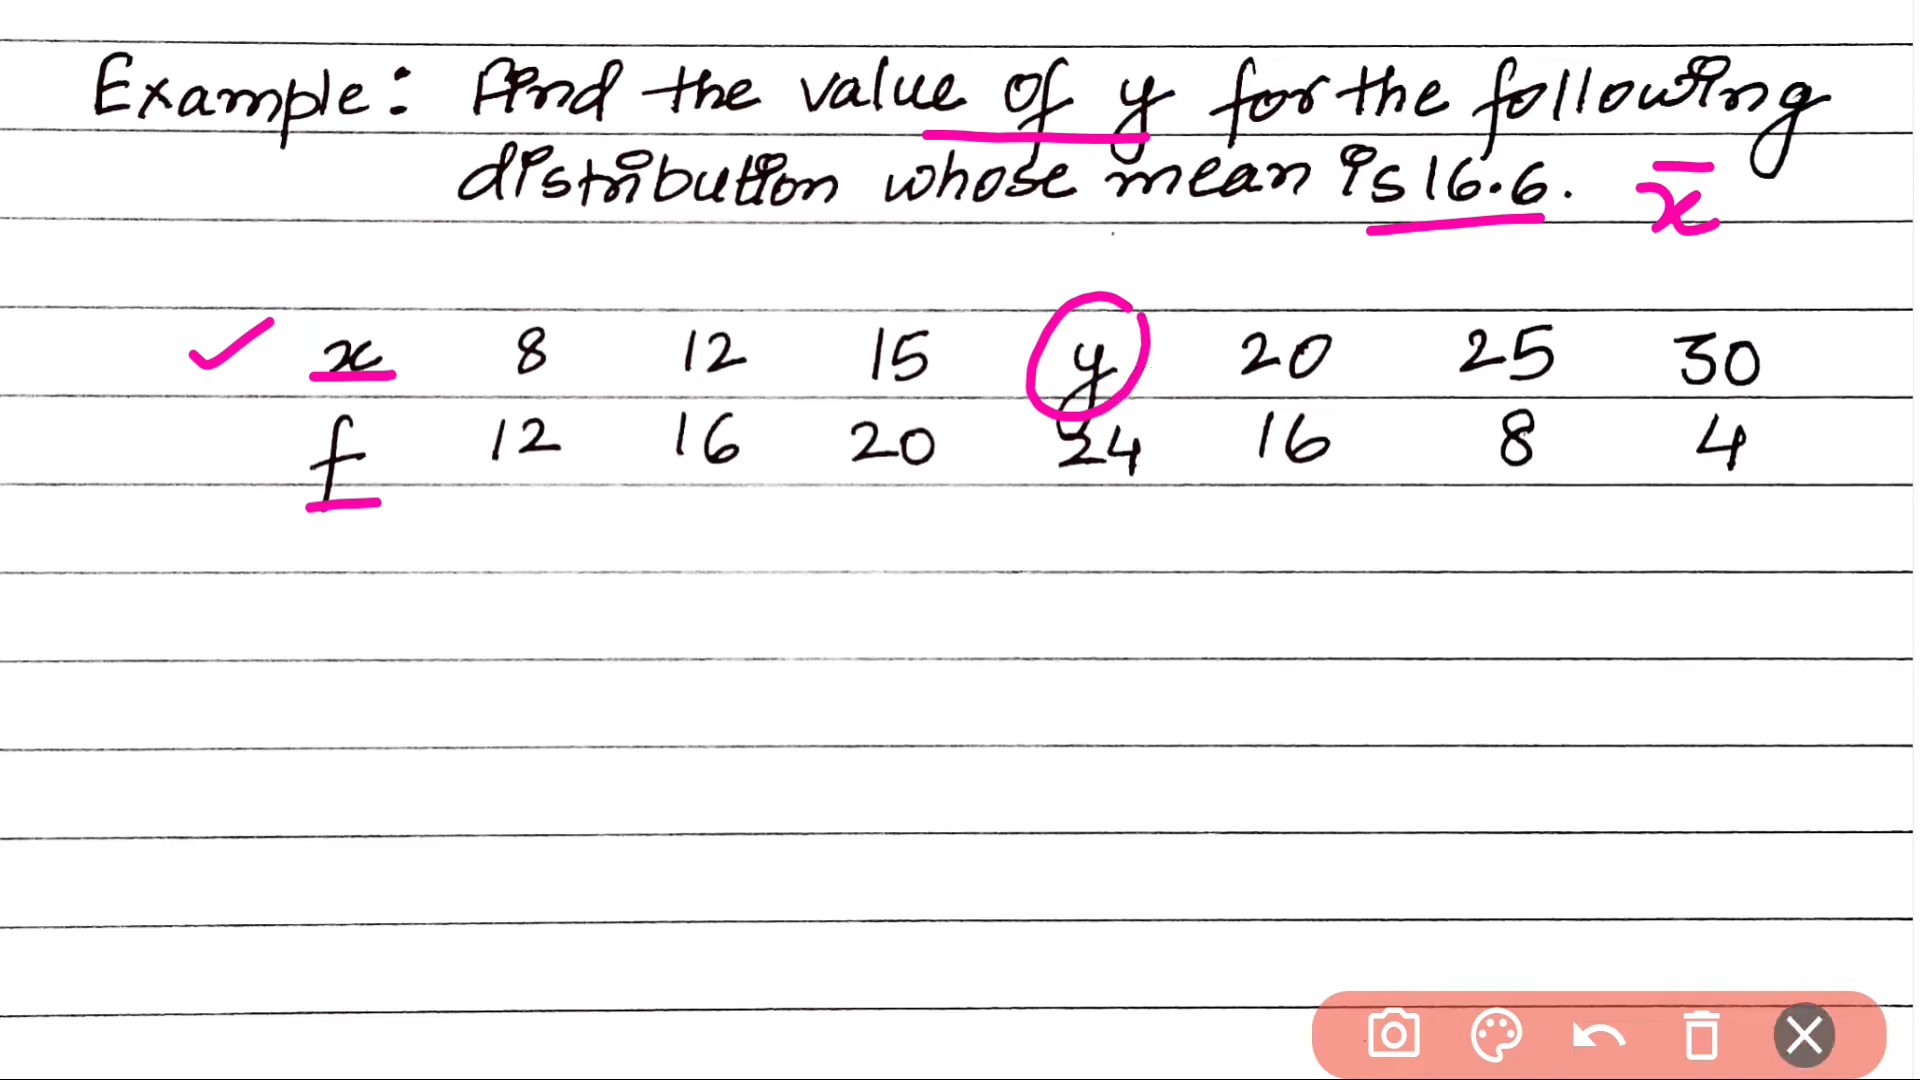 Example: Find the value of y for the following
distribution whose mean is 16.6. x̄
x 8 12 15 y 20 25 30
f 12 16 20 24 16 8 4